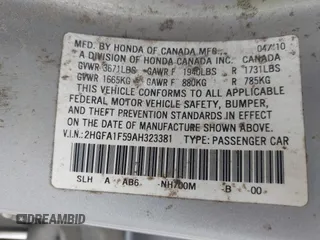 MFD. BY HONDA OF CANADA MFG., 04/10
A DIVISION OF HONDA CANADA INC. CANADA
GVWR 3671LBS GAWR F 1940LBS R 1731LBS
GVWR 1665KG GAWR F 880KG R 785KG
THIS VEHICLE CONFORMS TO ALL APPLICABLE
FEDERAL MOTOR VEHICLE SAFETY, BUMPER,
AND THEFT PREVENTION STANDARDS IN EFFECT
ON THE DATE OF MANUFACTURE SHOWN ABOVE.
V.I.N.:2HGFA1F59AH323381 TYPE: PASSENGER CAR
SLH A AB6 NH700M B 00
© DREAMBID